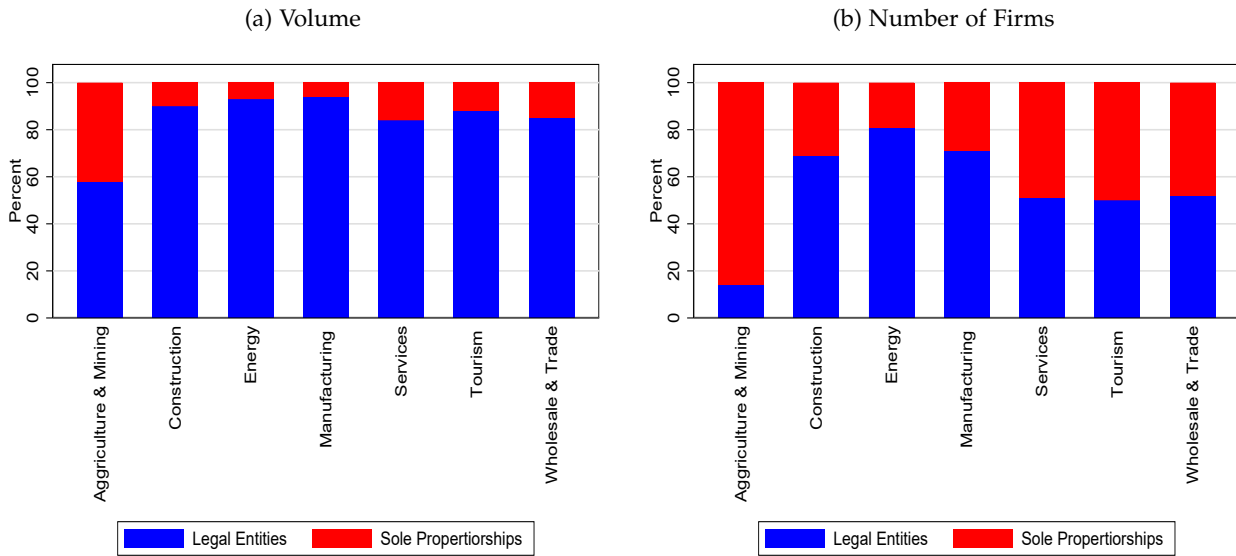 (a) Volume
Percent
0
20
40
60
80
100
Aggriculture & Mining
Construction
Energy
Manufacturing
Services
Tourism
Wholesale & Trade
Legal Entities
Sole Propertiorships
(b) Number of Firms
Percent
0
20
40
60
80
100
Aggriculture & Mining
Construction
Energy
Manufacturing
Services
Tourism
Wholesale & Trade
Legal Entities
Sole Propertiorships